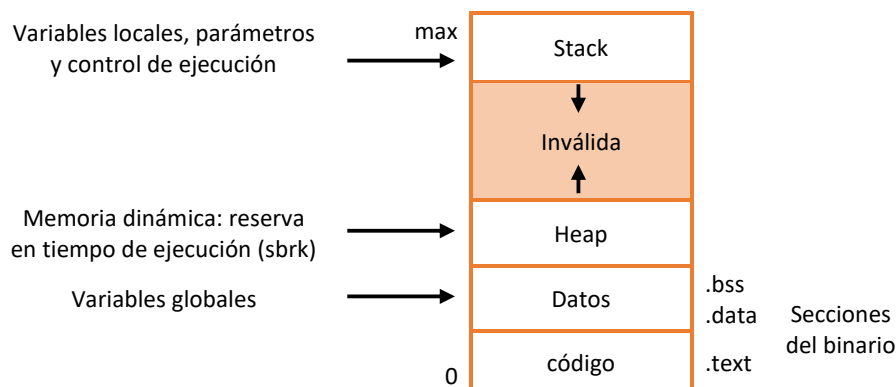 Variables locales, parámetros
y control de ejecución
max
Stack
Inválida
Memoria dinámica: reserva
en tiempo de ejecución (sbrk)
Heap
Variables globales
Datos
.bss
.data
Secciones
del binario
código
.text
0